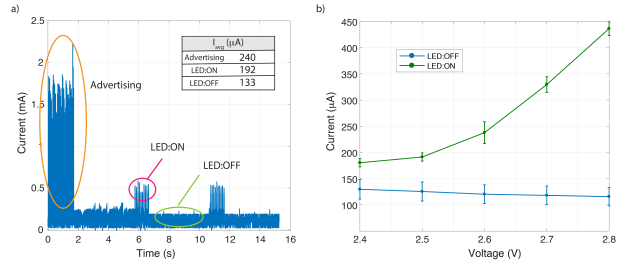 a)
I avg (μA)
Advertising 240
LED:ON 192
LED:OFF 133
Advertising
LED:ON
LED:OFF
Current (mA)
2.5
2
1.5
1
0.5
0
0 2 4 6 8 10 12 14 16
Time (s)
b)
LED:OFF
LED:ON
Current (μA)
450
400
350
300
250
200
150
100
2.4 2.5 2.6 2.7 2.8
Voltage (V)